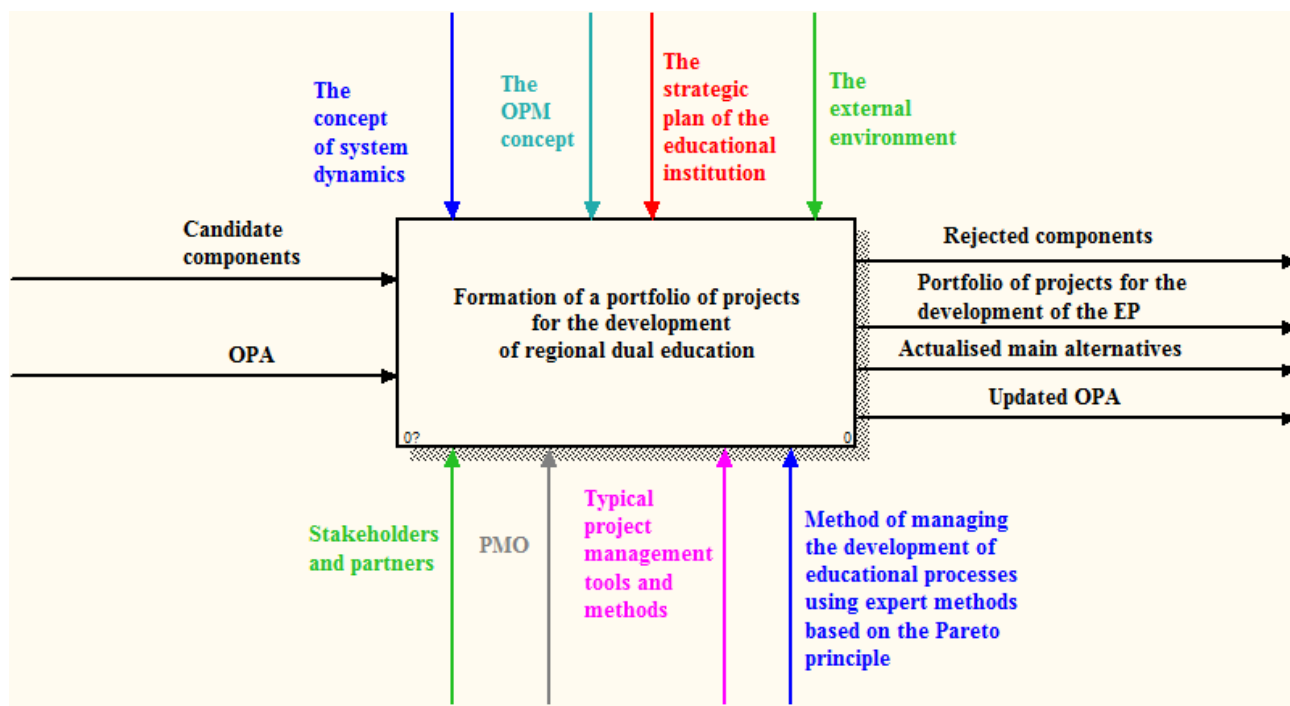 The
concept
of system
dynamics
The
OPM
concept
The
strategic
plan of the
educational
institution
The
external
environment
Candidate
components
OPA
Formation of a portfolio of projects
for the development
of regional dual education
0?
0
Rejected components
Portfolio of projects for the
development of the EP
Actualised main alternatives
Updated OPA
Stakeholders
and partners
PMO
Typical
project
management
tools and
methods
Method of managing
the development of
educational processes
using expert methods
based on the Pareto
principle